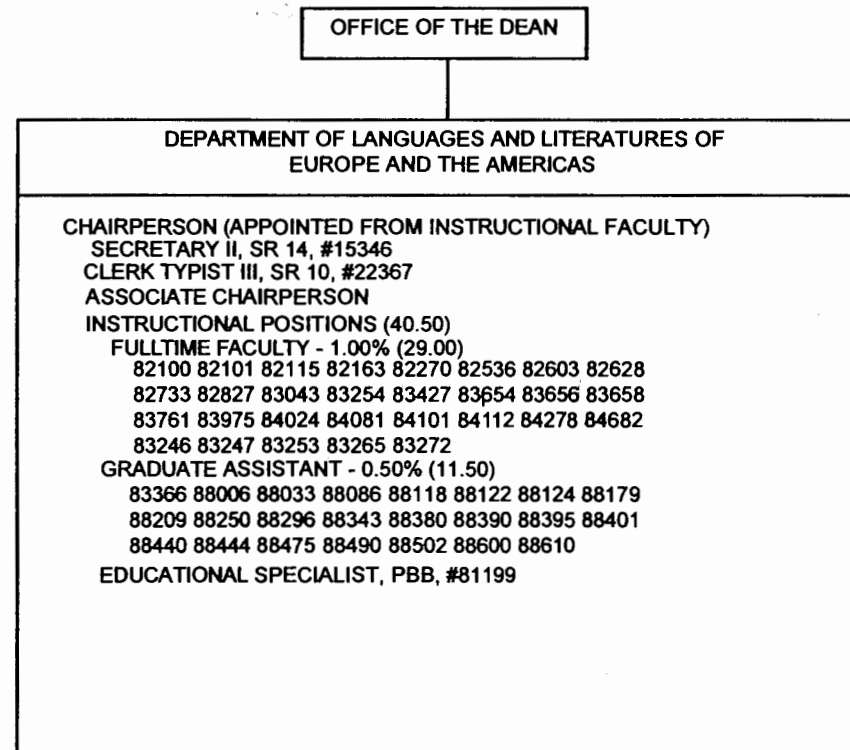 OFFICE OF THE DEAN
DEPARTMENT OF LANGUAGES AND LITERATURES OF
EUROPE AND THE AMERICAS
CHAIRPERSON (APPOINTED FROM INSTRUCTIONAL FACULTY)
SECRETARY II, SR 14, #15346
CLERK TYPIST III, SR 10, #22367
ASSOCIATE CHAIRPERSON
INSTRUCTIONAL POSITIONS (40.50)
FULLTIME FACULTY - 1.00% (29.00)
82100 82101 82115 82163 82270 82536 82603 82628
82733 82827 83043 83254 83427 83654 83656 83658
83761 83975 84024 84081 84101 84112 84278 84682
83246 83247 83253 83265 83272
GRADUATE ASSISTANT - 0.50% (11.50)
83366 88006 88033 88086 88118 88122 88124 88179
88209 88250 88296 88343 88380 88390 88395 88401
88440 88444 88475 88490 88502 88600 88610
EDUCATIONAL SPECIALIST, PBB, #81199